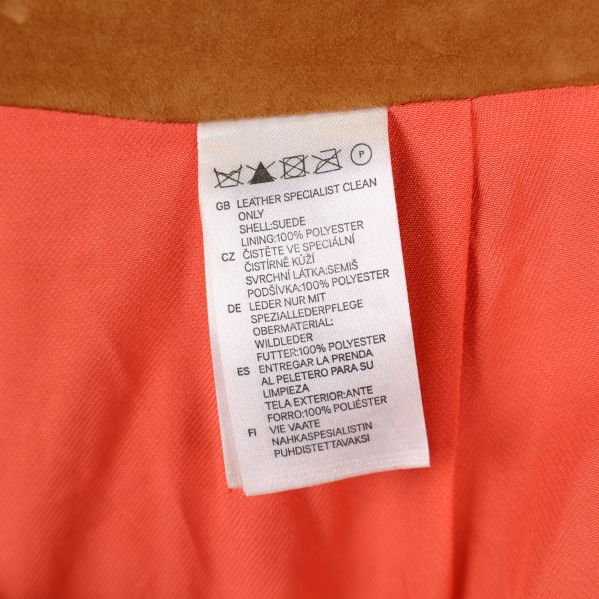 P
GB LEATHER SPECIALIST CLEAN
ONLY
SHELL:SUEDE
LINING:100% POLYESTER
CZ ČISTĚTE VE SPECIÁLNÍ
ČISTÍRNĚ KŮŽÍ
SVRCHNÍ LÁTKA:SEMIŠ
PODŠÍVKA:100% POLYESTER
DE LEDER NUR MIT
SPEZIALLEDERPFLEGE
OBERMATERIAL:
WILDLEDER
FUTTER:100% POLYESTER
ES ENTREGAR LA PRENDA
AL PELETERO PARA SU
LIMPIEZA
TELA EXTERIOR:ANTE
FORRO:100% POLIÉSTER
FI VIE VAATE
NAHKASPESIALISTIN
PUHDISTETTAVAKSI